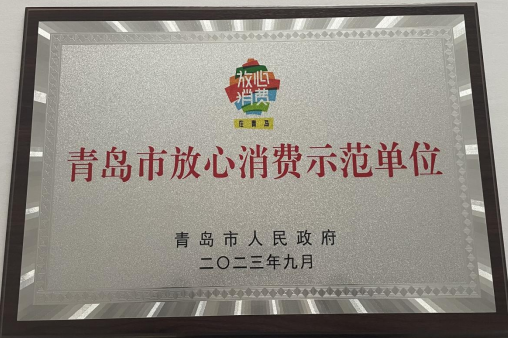 放心
消费
在青岛
青岛市放心消费示范单位
青岛市人民政府
二〇二三年九月